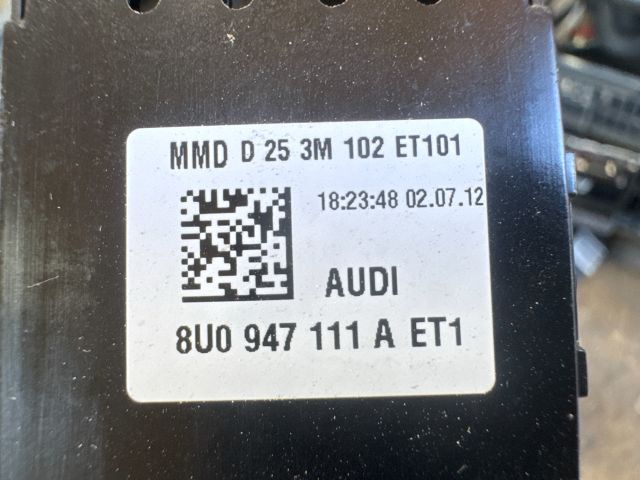 MMD D 25 3M 102 ET101
18:23:48 02.07.12
AUDI
8U0 947 111 A ET1